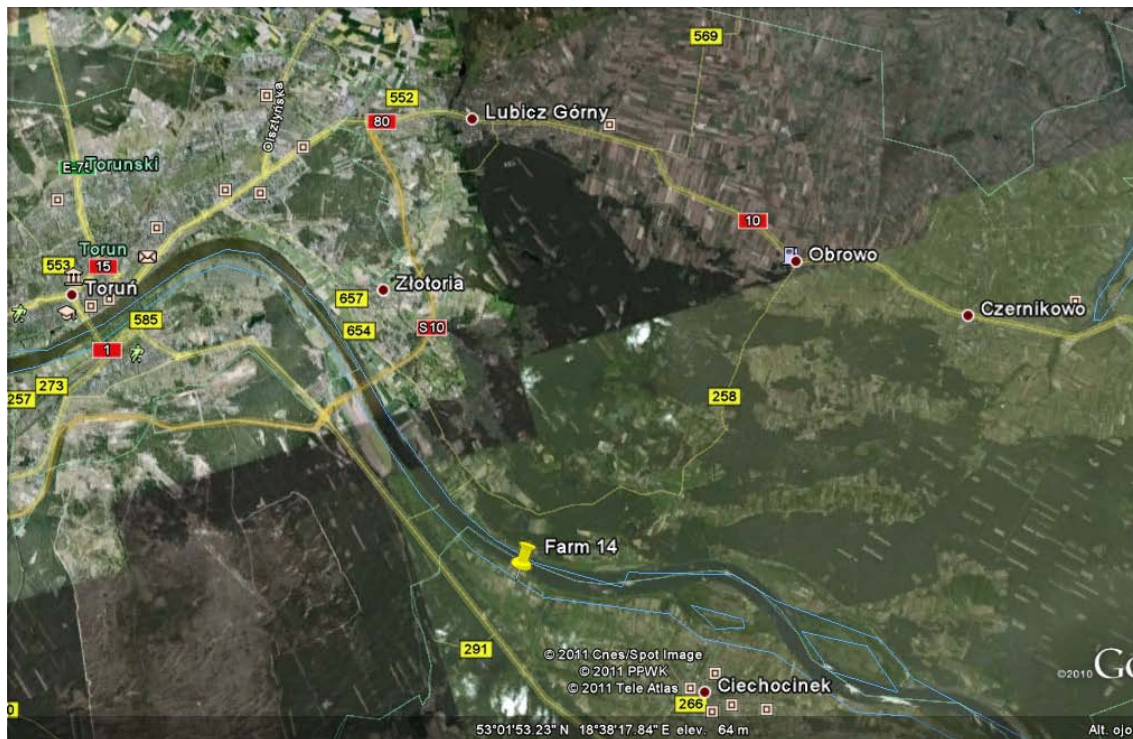 569
552
Lubicz Górny
80
Olsztyńska
E-75
Torunski
10
Torun
553
15
Obrowo
Toruń
Złotoria
657
585
654
S10
Czernikowo
1
273
257
258
Farm 14
291
© 2011 Cnes/Spot Image
© 2011 PPWK
© 2011 Tele Atlas
©2010
Ciechocinek
266
53°01'53.23" N 18°38'17.84" E elev. 64 m
Alt. ojo